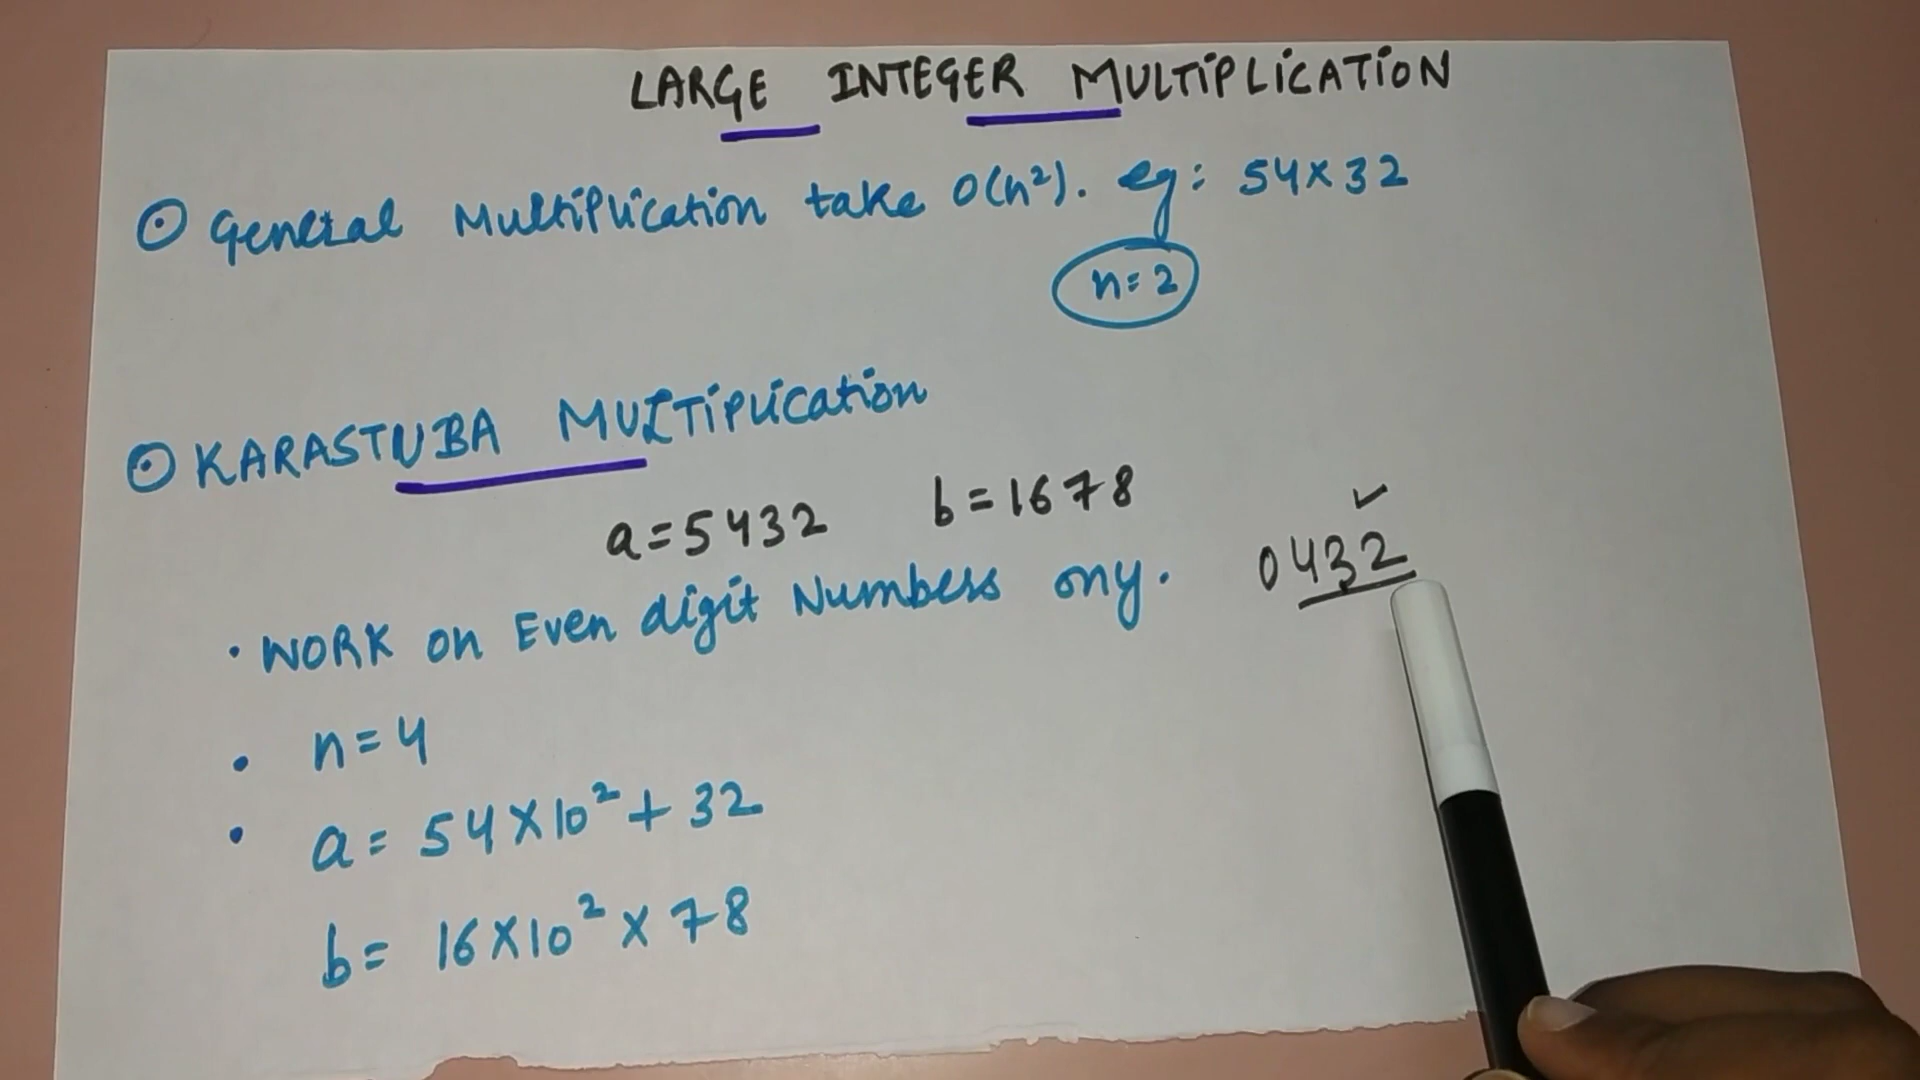 LARGE INTEGER MULTIPLICATION
General Multiplication take O(n²). eg: 54×32
n=2
KARASTUBA MULTIPLICATION
a=5432 b=1678
0432 ✓
• WORK on Even digit Numbers ony.
• n=4
• a= 54×10²+32
b= 16×10²×78